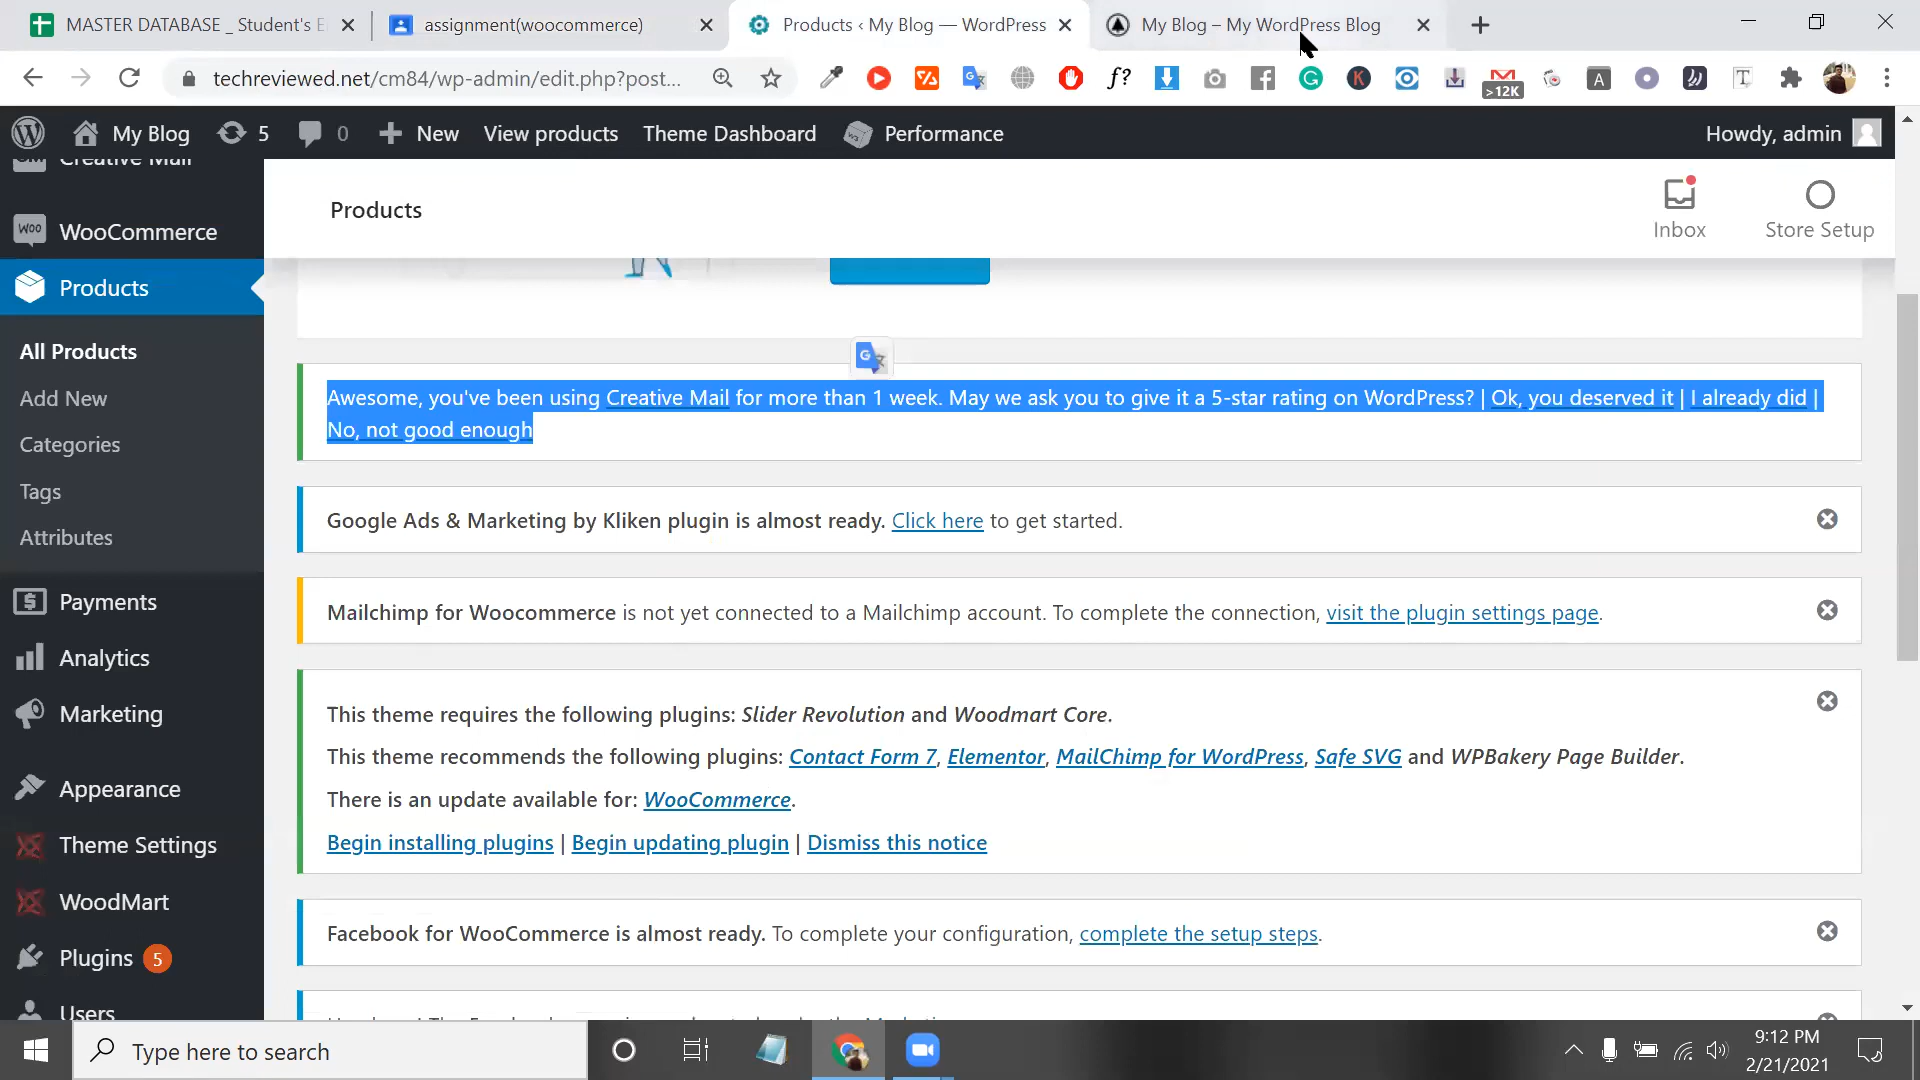 MASTER DATABASE _ Student's E
assignment(woocommerce)
Products ‹ My Blog — WordPress
My Blog – My WordPress Blog
techreviewed.net/cm84/wp-admin/edit.php?post...
>12K
My Blog
5
0
New
View products
Theme Dashboard
Performance
Howdy, admin
Creative Mail
WooCommerce
Products
All Products
Add New
Categories
Tags
Attributes
Payments
Analytics
Marketing
Appearance
Theme Settings
WoodMart
Plugins 5
Users
Products
Inbox
Store Setup
Awesome, you've been using Creative Mail for more than 1 week. May we ask you to give it a 5-star rating on WordPress? | Ok, you deserved it | I already did |
No, not good enough
Google Ads & Marketing by Kliken plugin is almost ready. Click here to get started.
Mailchimp for Woocommerce is not yet connected to a Mailchimp account. To complete the connection, visit the plugin settings page.
This theme requires the following plugins: Slider Revolution and Woodmart Core.
This theme recommends the following plugins: Contact Form 7, Elementor, MailChimp for WordPress, Safe SVG and WPBakery Page Builder.
There is an update available for: WooCommerce.
Begin installing plugins | Begin updating plugin | Dismiss this notice
Facebook for WooCommerce is almost ready. To complete your configuration, complete the setup steps.
Type here to search
9:12 PM
2/21/2021